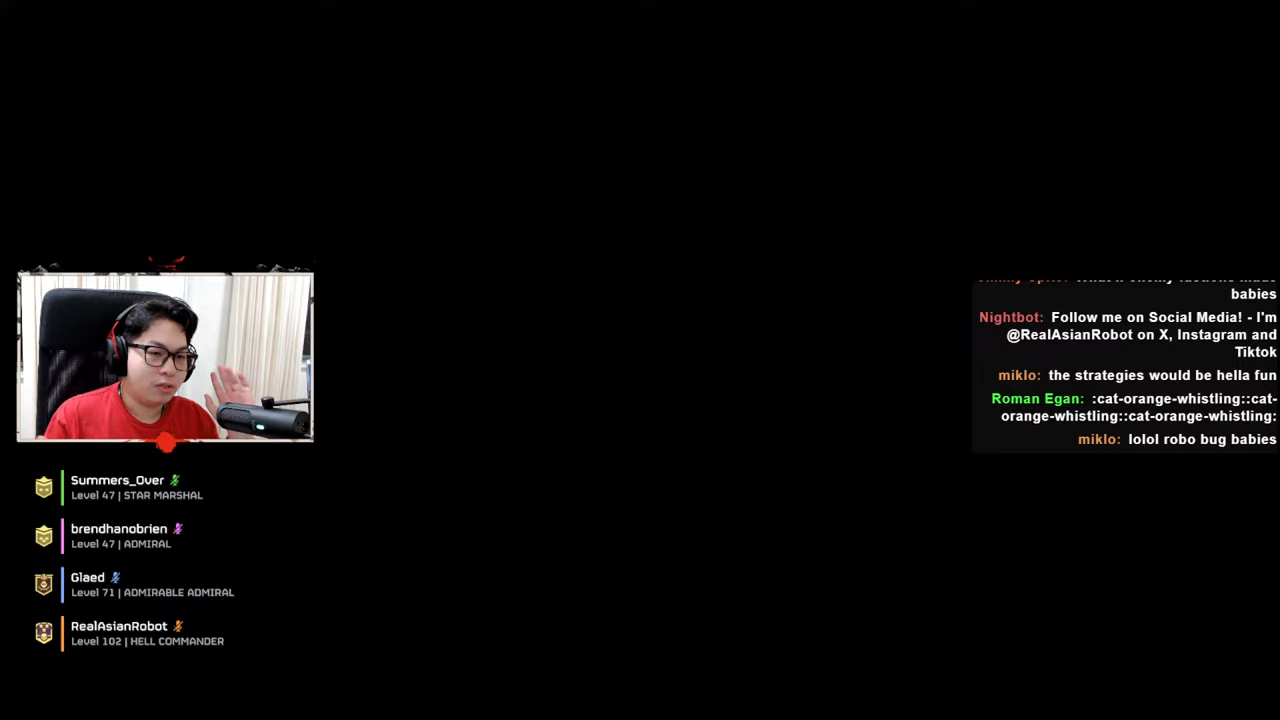 babies
Nightbot: Follow me on Social Media! - I'm
@RealAsianRobot on X, Instagram and
Tiktok
miklo: the strategies would be hella fun
Roman Egan: :cat-orange-whistling::cat-
orange-whistling::cat-orange-whistling:
miklo: lolol robo bug babies
Summers_Over
Level 47 | STAR MARSHAL
brendhanobrien
Level 47 | ADMIRAL
Glaed
Level 71 | ADMIRABLE ADMIRAL
RealAsianRobot
Level 102 | HELL COMMANDER